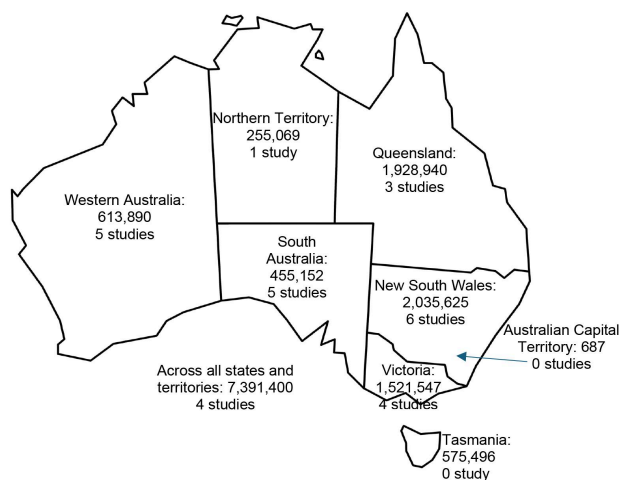 Northern Territory:
255,069
1 study
Queensland:
1,928,940
3 studies
Western Australia:
613,890
5 studies
South
Australia:
455,152
5 studies
New South Wales:
2,035,625
6 studies
Australian Capital
Territory: 687
0 studies
Across all states and
territories: 7,391,400
4 studies
Victoria:
1,521,547
4 studies
Tasmania:
575,496
0 study